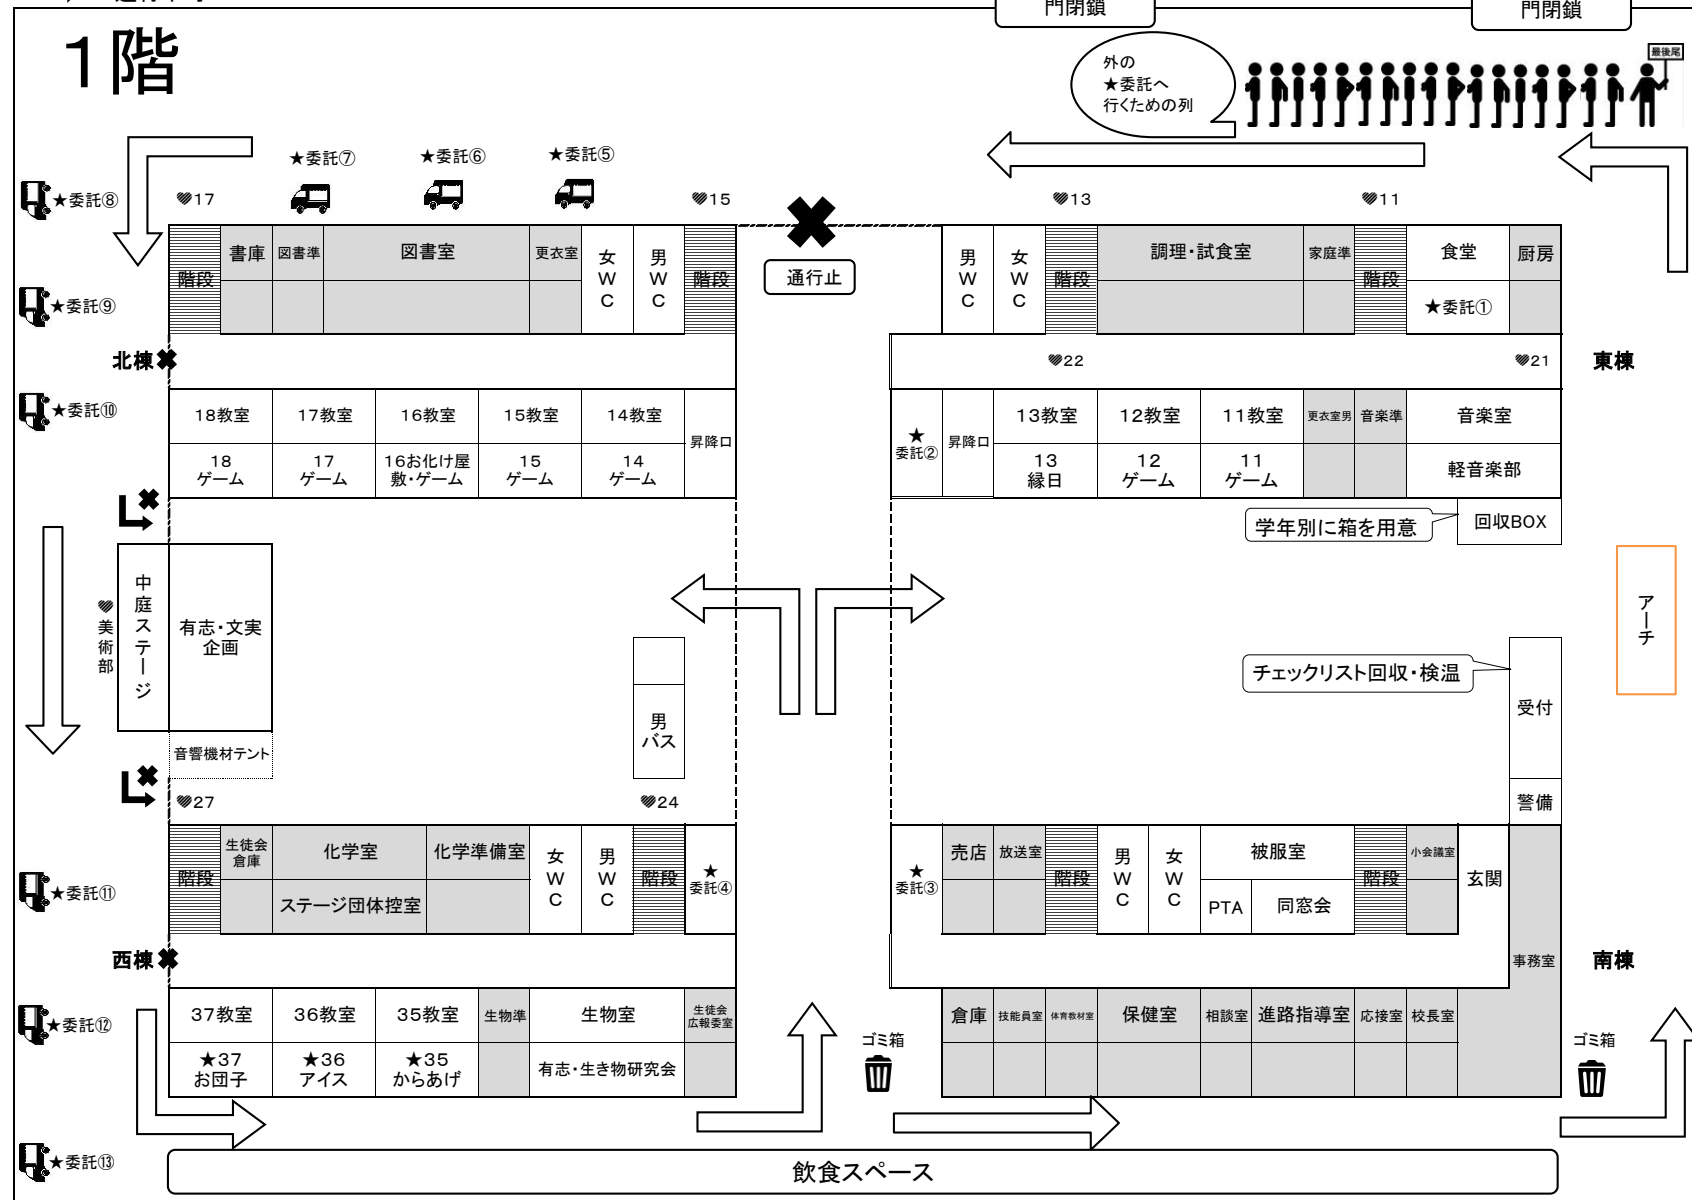 門閉鎖
門閉鎖
1階
外の
★委託へ
行くための列
最後尾
★委託⑦
★委託⑥
★委託⑤
★委託⑧
♥17
♥15
♥13
♥11
階段
書庫
図書準
図書室
更衣室
女WC
男WC
階段
通行止
男WC
女WC
階段
調理・試食室
家庭準
階段
食堂
厨房
★委託①
★委託⑨
北棟
♥22
♥21
東棟
★委託⑩
18教室
17教室
16教室
15教室
14教室
昇降口
18
ゲーム
17
ゲーム
16お化け屋
敷・ゲーム
15
ゲーム
14
ゲーム
★
委託②
昇降口
13教室
12教室
11教室
更衣室男
音楽準
音楽室
13
縁日
12
ゲーム
11
ゲーム
軽音楽部
学年別に箱を用意
回収BOX
♥美術部
中庭ステージ
有志・文実
企画
アーチ
チェックリスト回収・検温
受付
男
バス
音響機材テント
♥27
♥24
警備
階段
生徒会
倉庫
化学室
化学準備室
女WC
男WC
階段
★
委託④
ステージ団体控室
★
委託③
売店
放送室
階段
男WC
女WC
被服室
PTA
同窓会
階段
小会議室
玄関
★委託⑪
西棟
事務室
南棟
★委託⑫
37教室
36教室
35教室
生物準
生物室
生徒会
広報委室
★37
お団子
★36
アイス
★35
からあげ
有志・生き物研究会
ゴミ箱
倉庫
技能員室
体育教材室
保健室
相談室
進路指導室
応接室
校長室
ゴミ箱
★委託⑬
飲食スペース